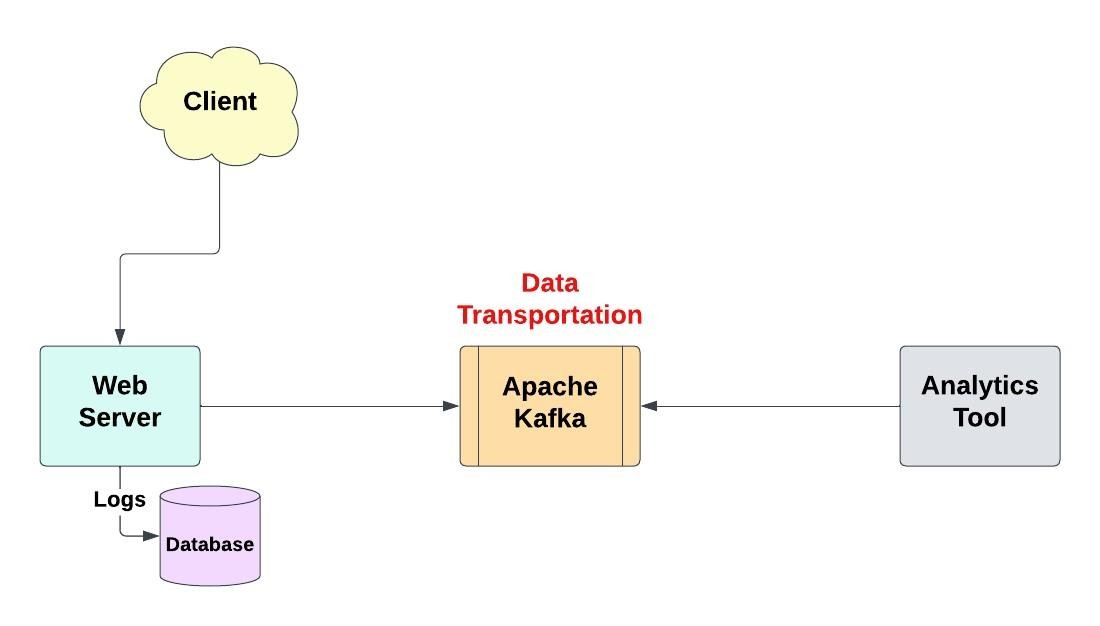 Client
Data
Transportation
Web
Server
Apache
Kafka
Analytics
Tool
Logs
Database